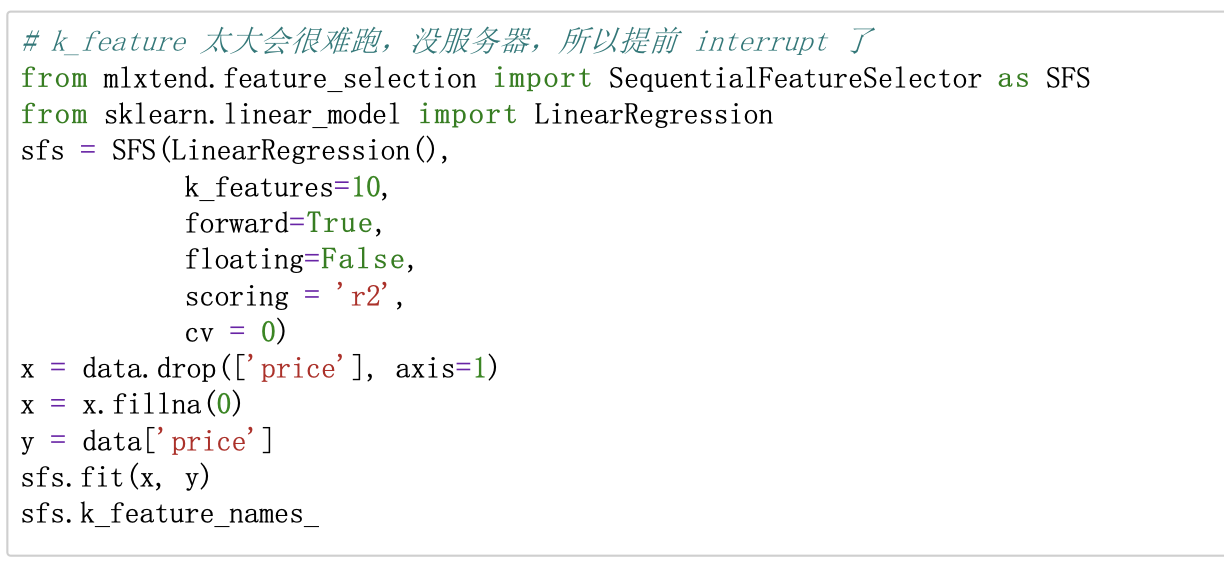 # k_feature 太大会很难跑，没服务器，所以提前 interrupt 了
from mlxtend.feature_selection import SequentialFeatureSelector as SFS
from sklearn.linear_model import LinearRegression
sfs = SFS(LinearRegression(),
           k_features=10,
           forward=True,
           floating=False,
           scoring = 'r2',
           cv = 0)
x = data.drop(['price'], axis=1)
x = x.fillna(0)
y = data['price']
sfs.fit(x, y)
sfs.k_feature_names_